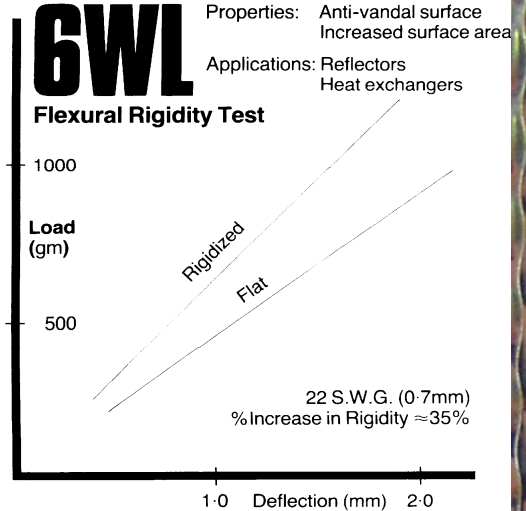 6WL
Properties: Anti-vandal surface
Increased surface area
Applications: Reflectors
Heat exchangers
Flexural Rigidity Test
1000
Load
(gm)
Rigidized
Flat
500
22 S.W.G. (0·7mm)
% Increase in Rigidity ≈35%
1·0 Deflection (mm) 2·0